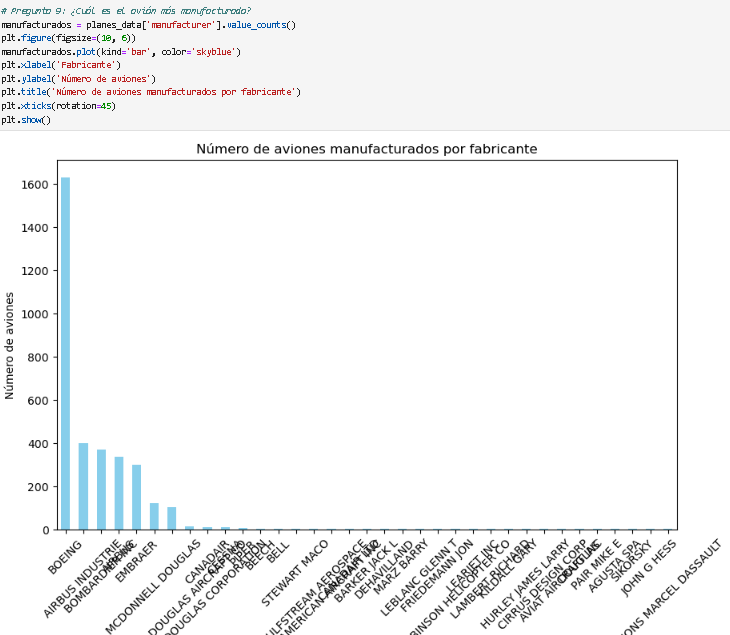 # Pregunta 9: ¿Cuál es el avión más manufacturado?
manufacturados = planes_data['manufacturer'].value_counts()
plt.figure(figsize=(10, 6))
manufacturados.plot(kind='bar', color='skyblue')
plt.xlabel('Fabricante')
plt.ylabel('Número de aviones')
plt.title('Número de aviones manufacturados por fabricante')
plt.xticks(rotation=45)
plt.show()
Número de aviones manufacturados por fabricante
Número de aviones
1600
1400
1200
1000
800
600
400
200
0
BOEING
AIRBUS INDUSTRIE
BOMBARDIER INC
EMBRAER
MCDONNELL DOUGLAS
CANADAIR
DOUGLAS CORPORATION
BEECH
BELL
STEWART MACO
BARKER JACK L
DEHAVILLAND
MARZ BARRY
LEBLANC GLENN T
FRIEDEMANN JON
LEARJET INC
LAMBERT RICHARD
KILDALL GARY
HURLEY JAMES LARRY
CIRRUS DESIGN CORP
PAIR MIKE E
AGUSTA SPA
SIKORSKY
JOHN G HESS
MARCEL DASSAULT